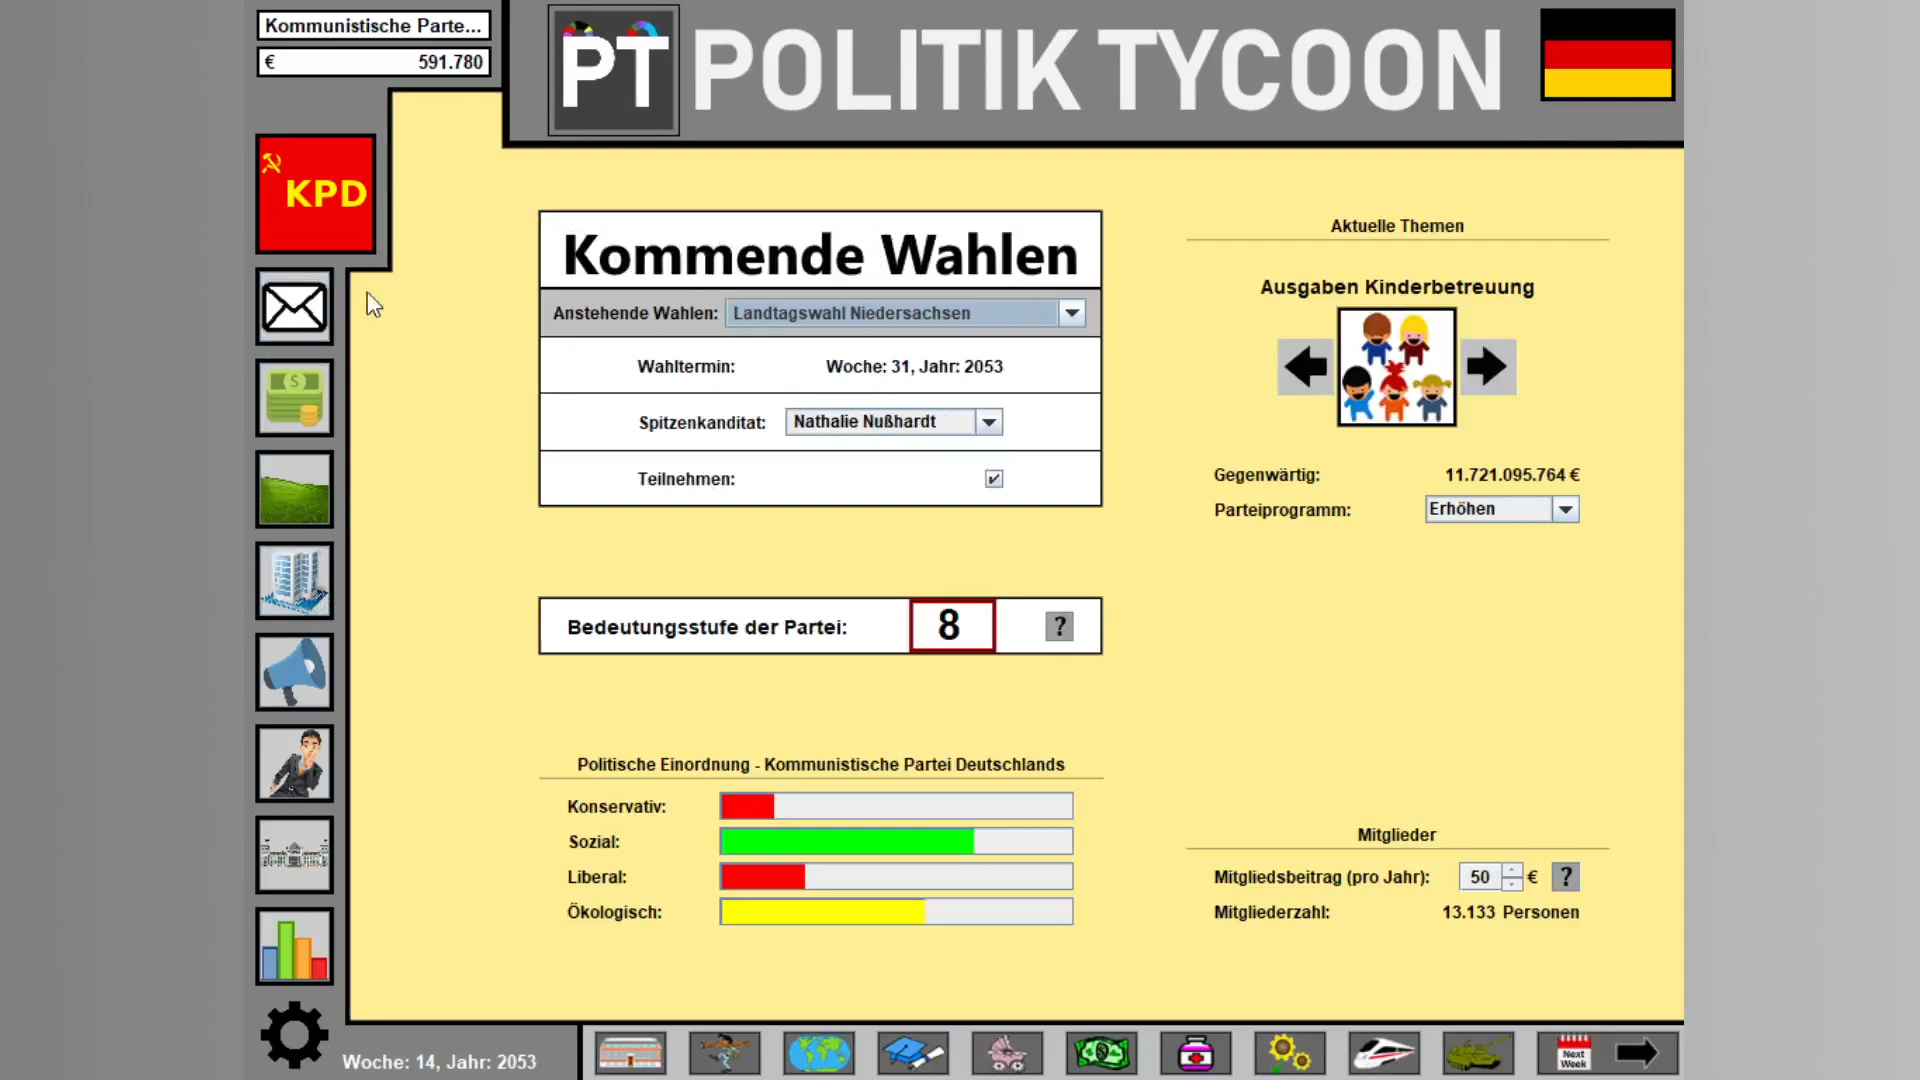 Kommunistische Parte...
€ 591.780
PT POLITIK TYCOON
KPD
Kommende Wahlen
Anstehende Wahlen: Landtagswahl Niedersachsen
Wahltermin: Woche: 31, Jahr: 2053
Spitzenkanditat: Nathalie Nußhardt
Teilnehmen:
Aktuelle Themen
Ausgaben Kinderbetreuung
Gegenwärtig: 11.721.095.764 €
Parteiprogramm: Erhöhen
Bedeutungsstufe der Partei: 8 ?
Politische Einordnung - Kommunistische Partei Deutschlands
Konservativ:
Sozial:
Liberal:
Ökologisch:
Mitglieder
Mitgliedsbeitrag (pro Jahr): 50 € ?
Mitgliederzahl: 13.133 Personen
Woche: 14, Jahr: 2053
Next
Week